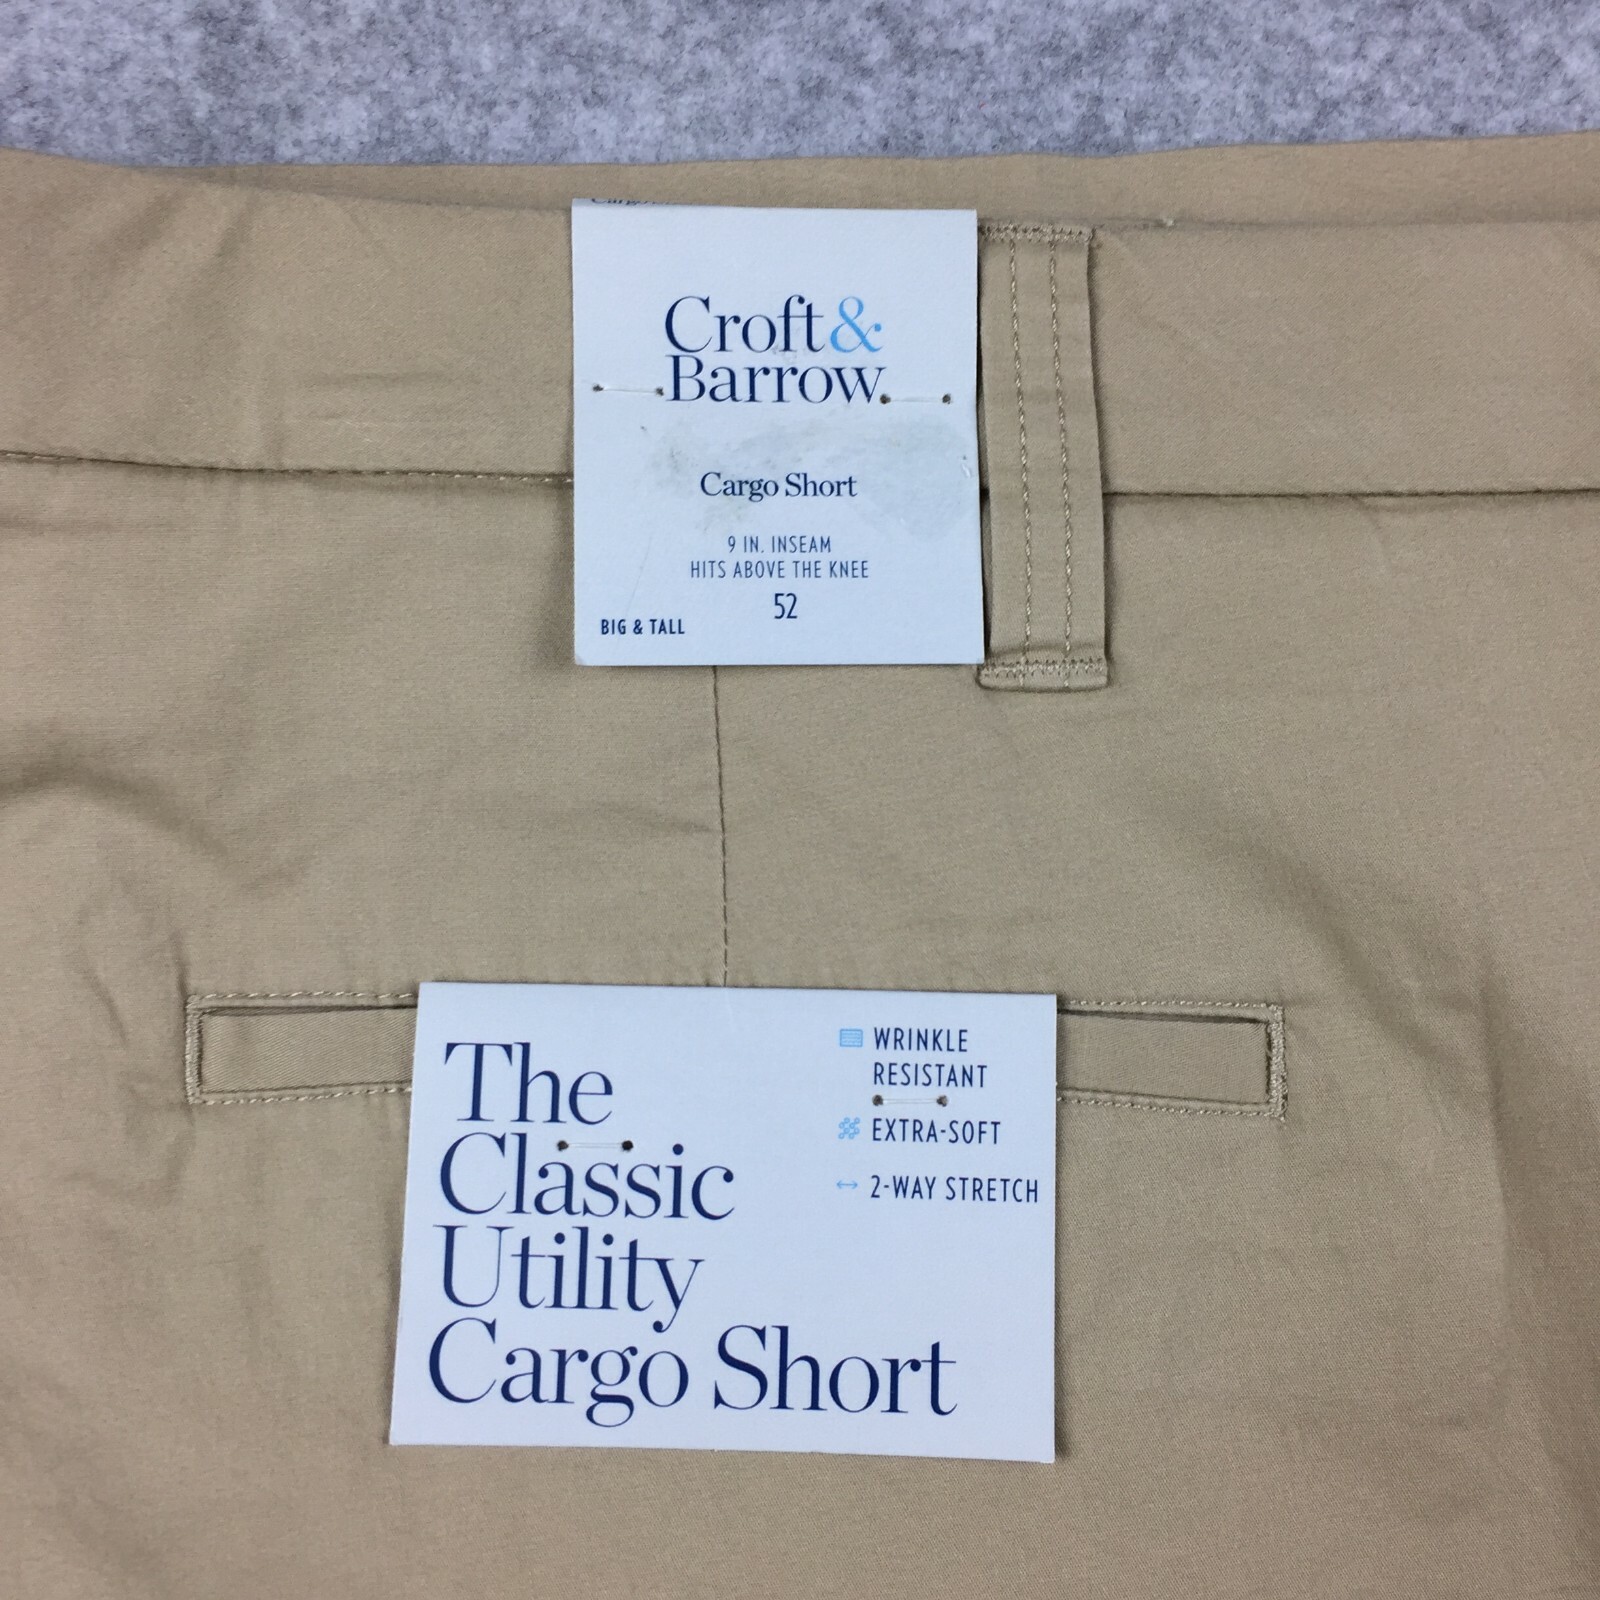 Croft&
Barrow.
Cargo Short
9 IN. INSEAM
HITS ABOVE THE KNEE
52
BIG & TALL
The
Classic
Utility
Cargo Short
WRINKLE
RESISTANT
EXTRA-SOFT
2-WAY STRETCH